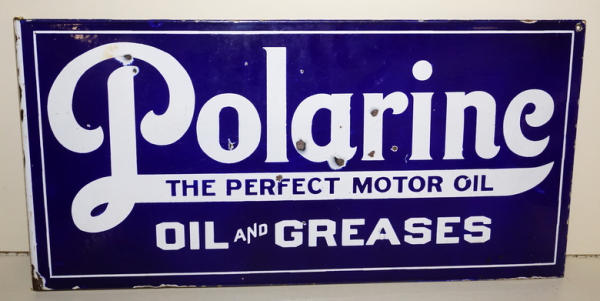 Polarine
THE PERFECT MOTOR OIL
OIL AND GREASES